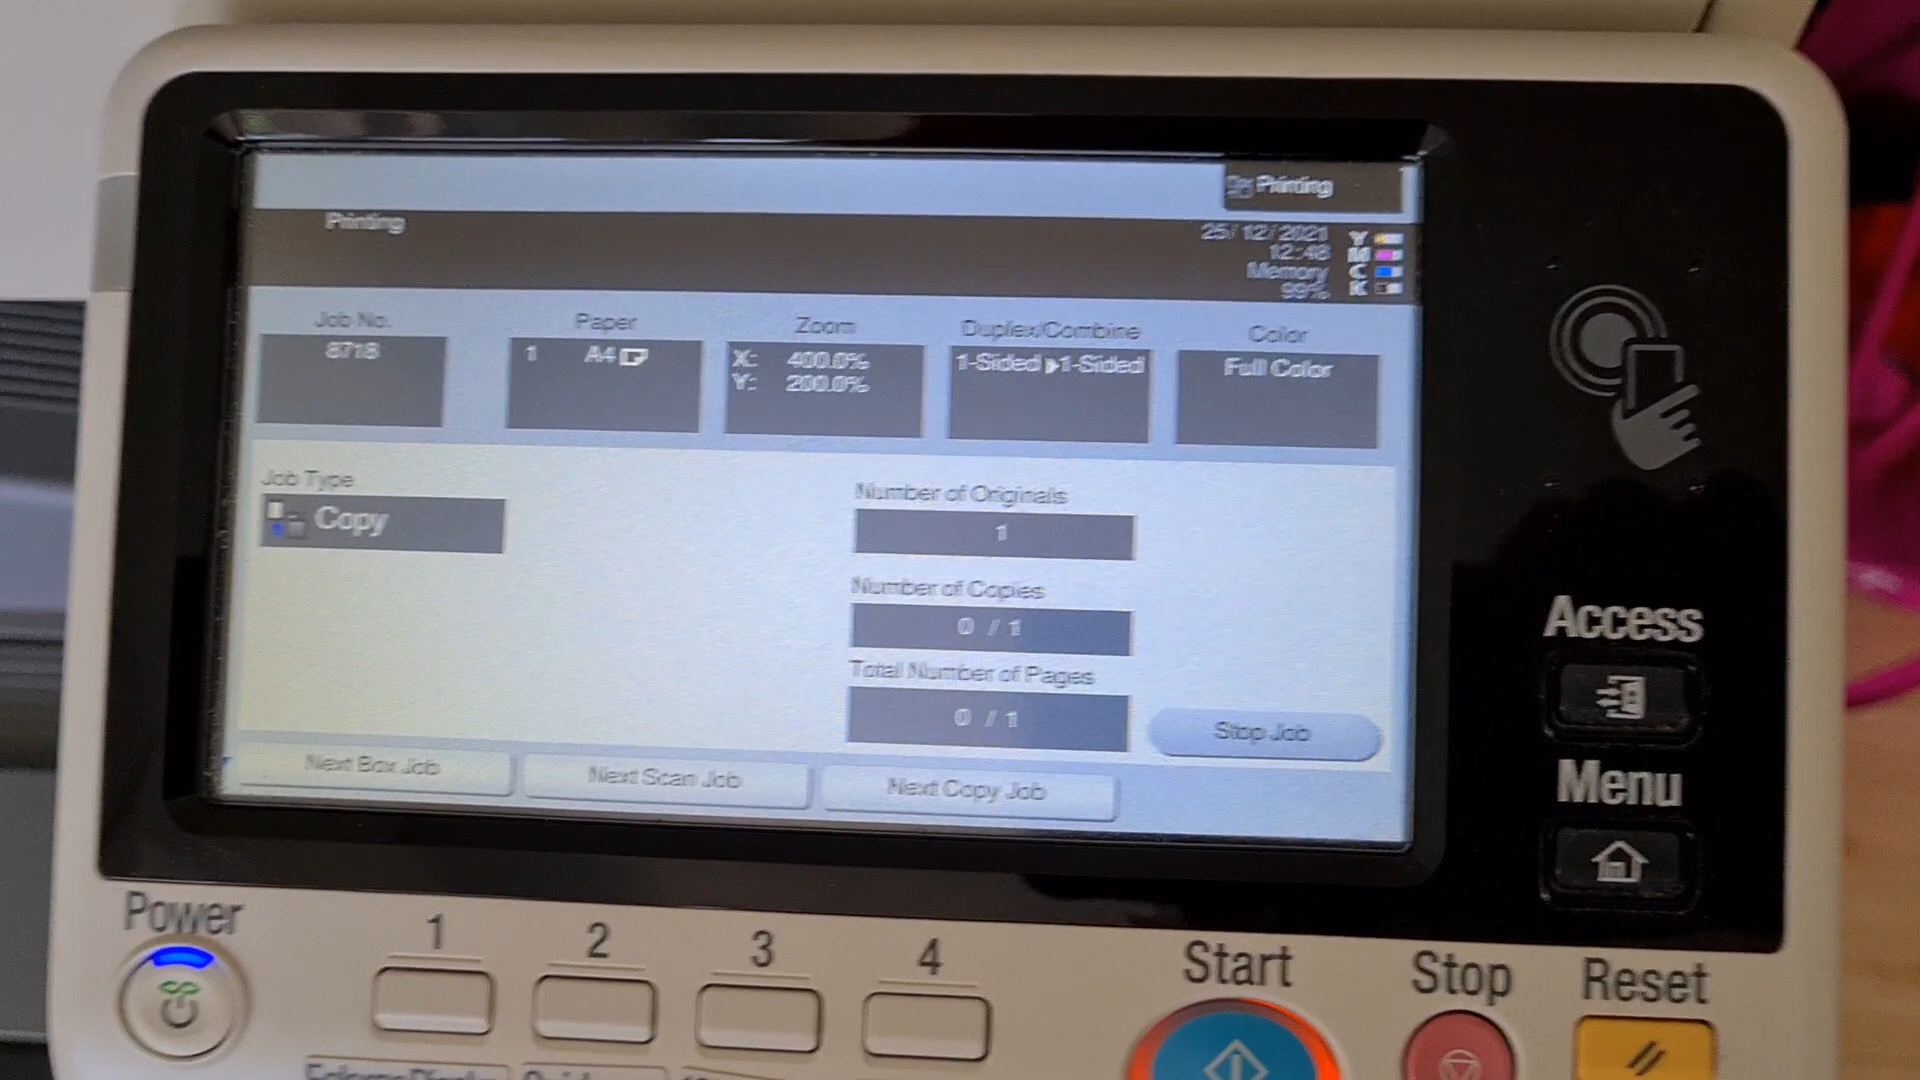 Printing
Printing
25/12/2021
12:48
Memory
99%
Y
M
C
K
Job No.
8718
Paper
1 A4
Zoom
X: 400.0%
Y: 200.0%
Duplex/Combine
1-Sided ▶1-Sided
Color
Full Color
Job Type
Copy
Number of Originals
1
Number of Copies
0 / 1
Total Number of Pages
0 / 1
Stop Job
Next Box Job
Next Scan Job
Next Copy Job
Access
Menu
Power
1
2
3
4
Start
Stop
Reset